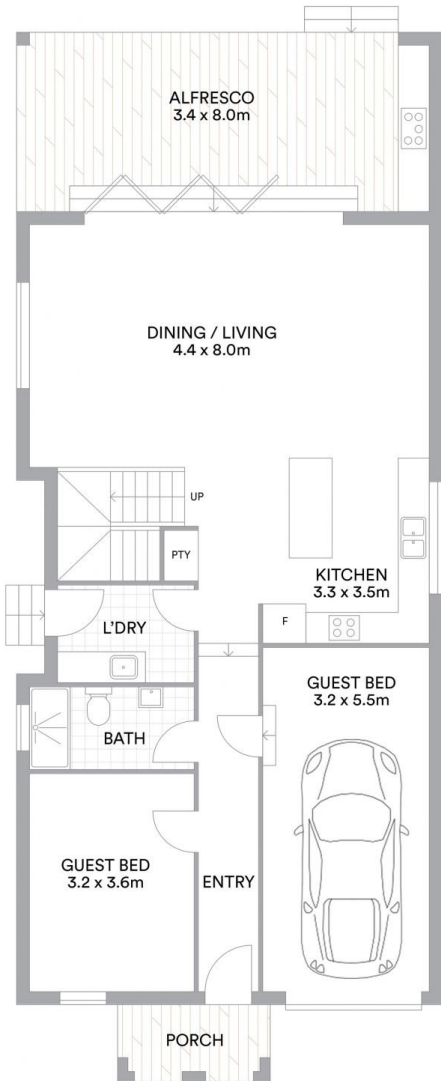 ALFRESCO
3.4 x 8.0m
DINING / LIVING
4.4 x 8.0m
UP
PTY
KITCHEN
3.3 x 3.5m
L'DRY
F
GUEST BED
3.2 x 5.5m
BATH
GUEST BED
3.2 x 3.6m
ENTRY
PORCH